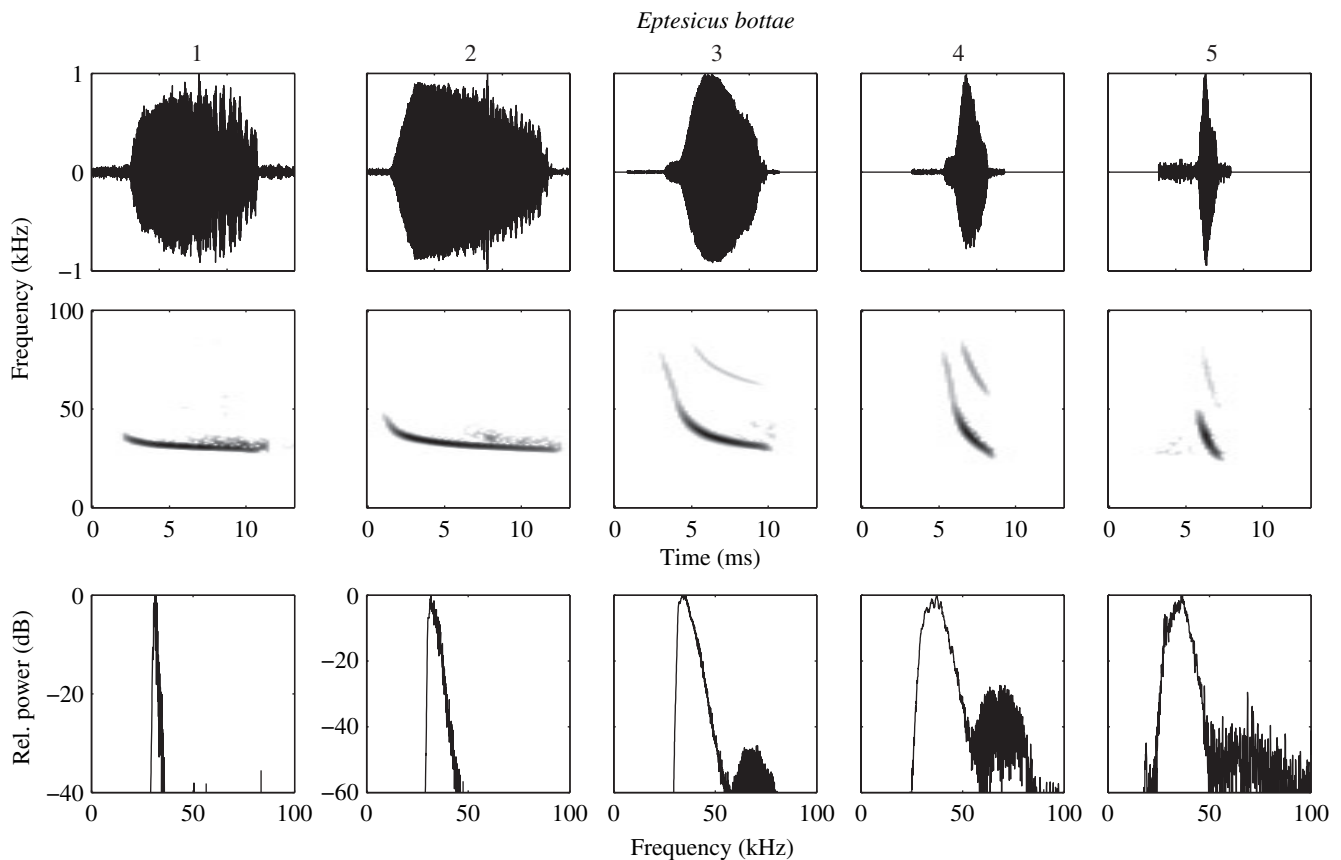 Eptesicus bottae
1 2 3 4 5
1
0
−1
Frequency (kHz)
100
50
0
0 5 10 0 5 10 0 5 10 0 5 10 0 5 10
Time (ms)
Rel. power (dB)
0 0
−20 −20
−40
−40 −60
0 50 100 0 50 100 0 50 100 0 50 100 0 50 100
Frequency (kHz)